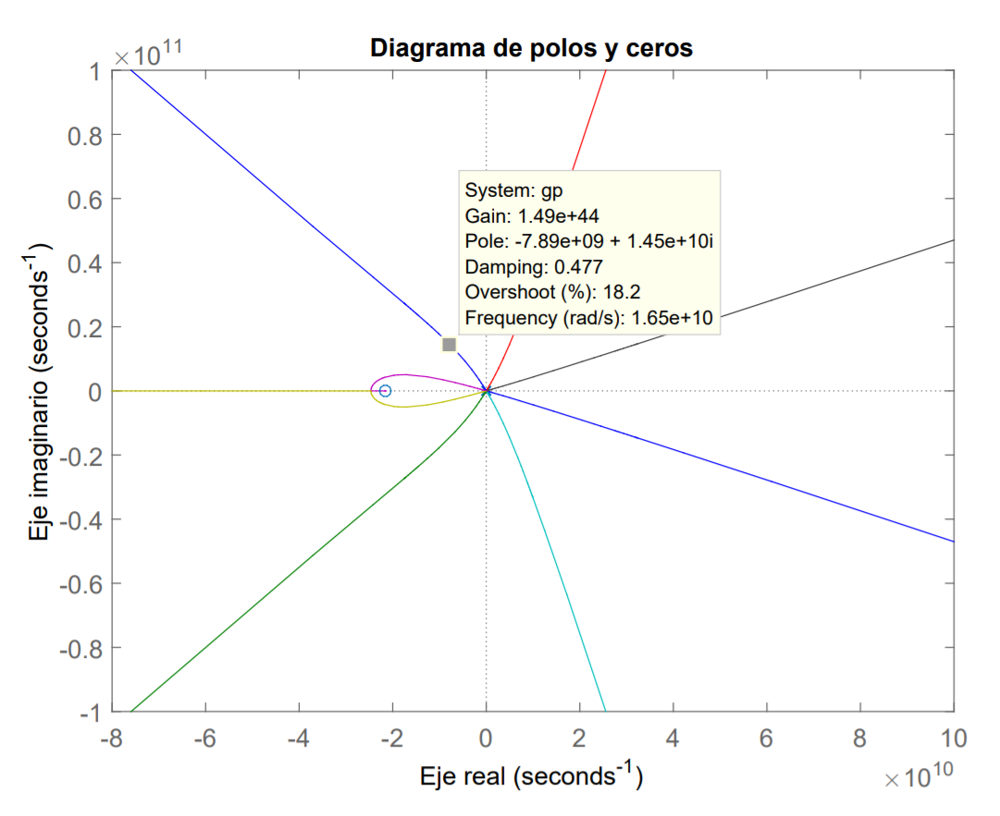 Diagrama de polos y ceros
×10^11
1
0.8
0.6
0.4
0.2
0
-0.2
-0.4
-0.6
-0.8
-1
Eje imaginario (seconds^-1)
System: gp
Gain: 1.49e+44
Pole: -7.89e+09 + 1.45e+10i
Damping: 0.477
Overshoot (%): 18.2
Frequency (rad/s): 1.65e+10
-8 -6 -4 -2 0 2 4 6 8 10
Eje real (seconds^-1)
×10^10